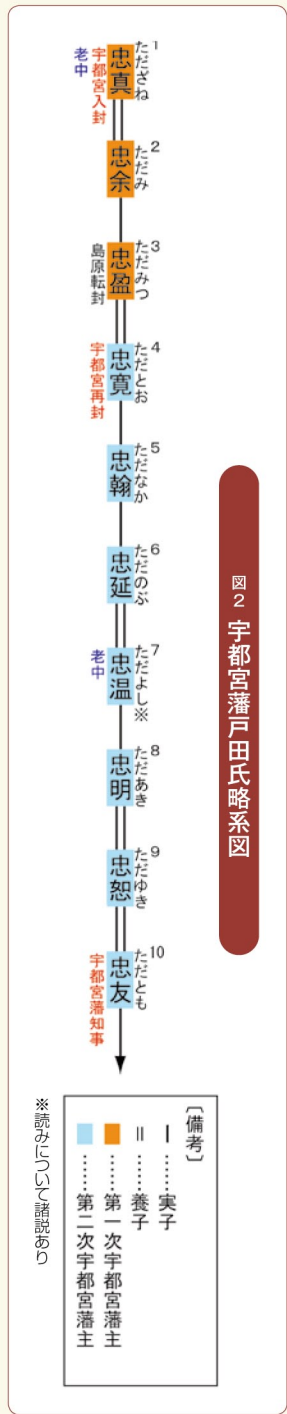 図2 宇都宮藩戸田氏略系図
1
忠真
ただざね
宇都宮入封
老中
2
忠余
ただみ
3
忠盈
ただみつ
島原転封
4
忠寛
ただとお
宇都宮再封
5
忠翰
ただなか
6
忠延
ただのぶ
7
忠温
ただよし※
老中
8
忠明
ただあき
9
忠恕
ただゆき
10
忠友
ただとも
宇都宮藩知事
〔備考〕
ー……実子
=……養子
……第一次宇都宮藩主
……第二次宇都宮藩主
※読みについて諸説あり